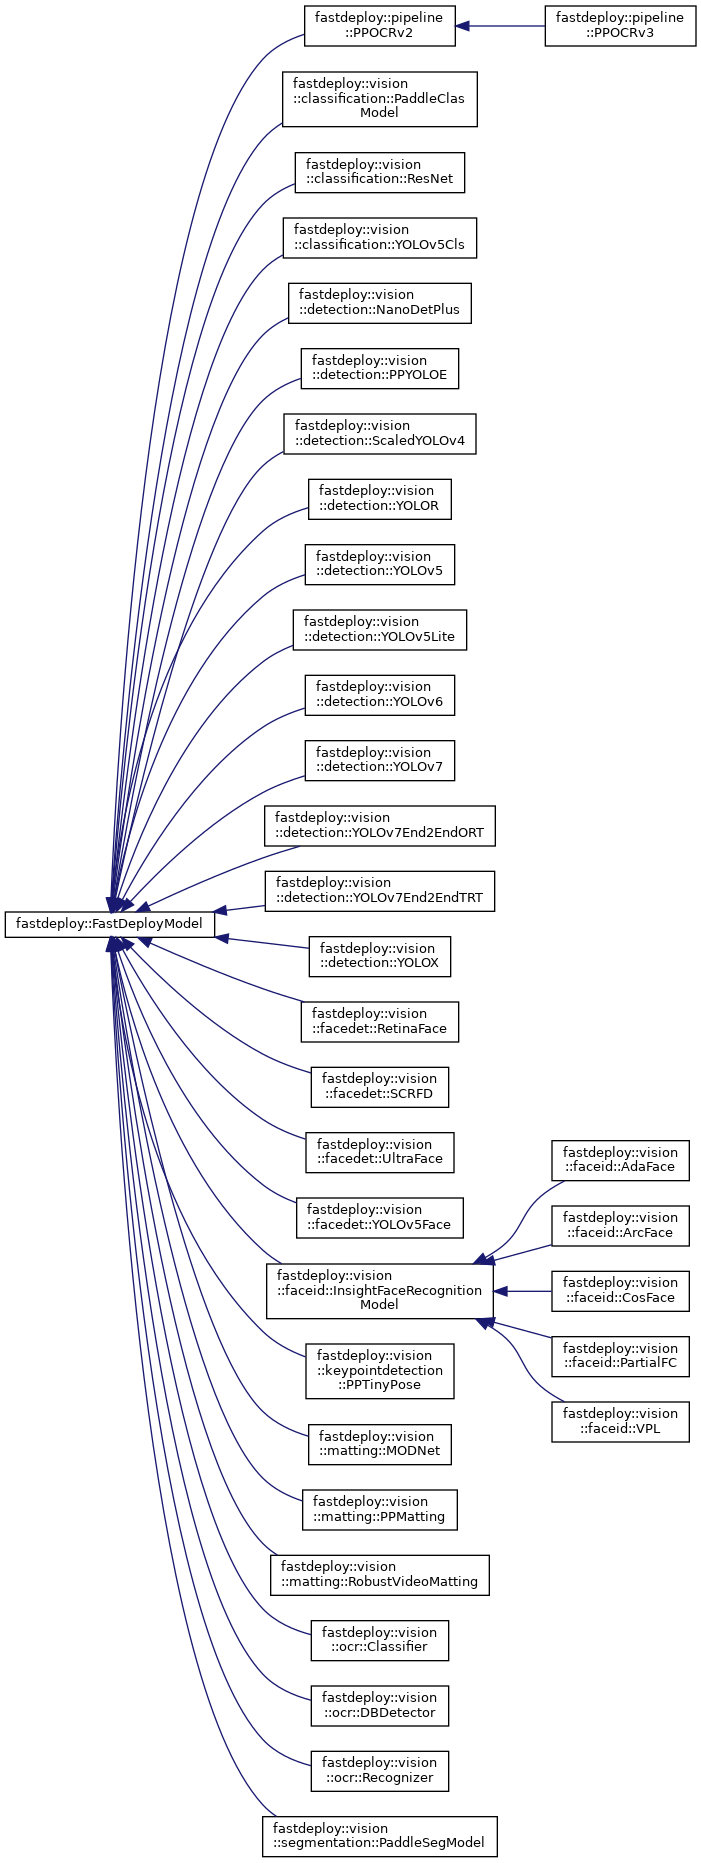 fastdeploy::pipeline
::PPOCRv2
fastdeploy::pipeline
::PPOCRv3
fastdeploy::vision
::classification::PaddleClas
Model
fastdeploy::vision
::classification::ResNet
fastdeploy::vision
::classification::YOLOv5Cls
fastdeploy::vision
::detection::NanoDetPlus
fastdeploy::vision
::detection::PPYOLOE
fastdeploy::vision
::detection::ScaledYOLOv4
fastdeploy::vision
::detection::YOLOR
fastdeploy::vision
::detection::YOLOv5
fastdeploy::vision
::detection::YOLOv5Lite
fastdeploy::vision
::detection::YOLOv6
fastdeploy::vision
::detection::YOLOv7
fastdeploy::vision
::detection::YOLOv7End2EndORT
fastdeploy::vision
::detection::YOLOv7End2EndTRT
fastdeploy::FastDeployModel
fastdeploy::vision
::detection::YOLOX
fastdeploy::vision
::facedet::RetinaFace
fastdeploy::vision
::facedet::SCRFD
fastdeploy::vision
::facedet::UltraFace
fastdeploy::vision
::facedet::YOLOv5Face
fastdeploy::vision
::faceid::InsightFaceRecognition
Model
fastdeploy::vision
::faceid::AdaFace
fastdeploy::vision
::faceid::ArcFace
fastdeploy::vision
::faceid::CosFace
fastdeploy::vision
::faceid::PartialFC
fastdeploy::vision
::faceid::VPL
fastdeploy::vision
::keypointdetection
::PPTinyPose
fastdeploy::vision
::matting::MODNet
fastdeploy::vision
::matting::PPMatting
fastdeploy::vision
::matting::RobustVideoMatting
fastdeploy::vision
::ocr::Classifier
fastdeploy::vision
::ocr::DBDetector
fastdeploy::vision
::ocr::Recognizer
fastdeploy::vision
::segmentation::PaddleSegModel